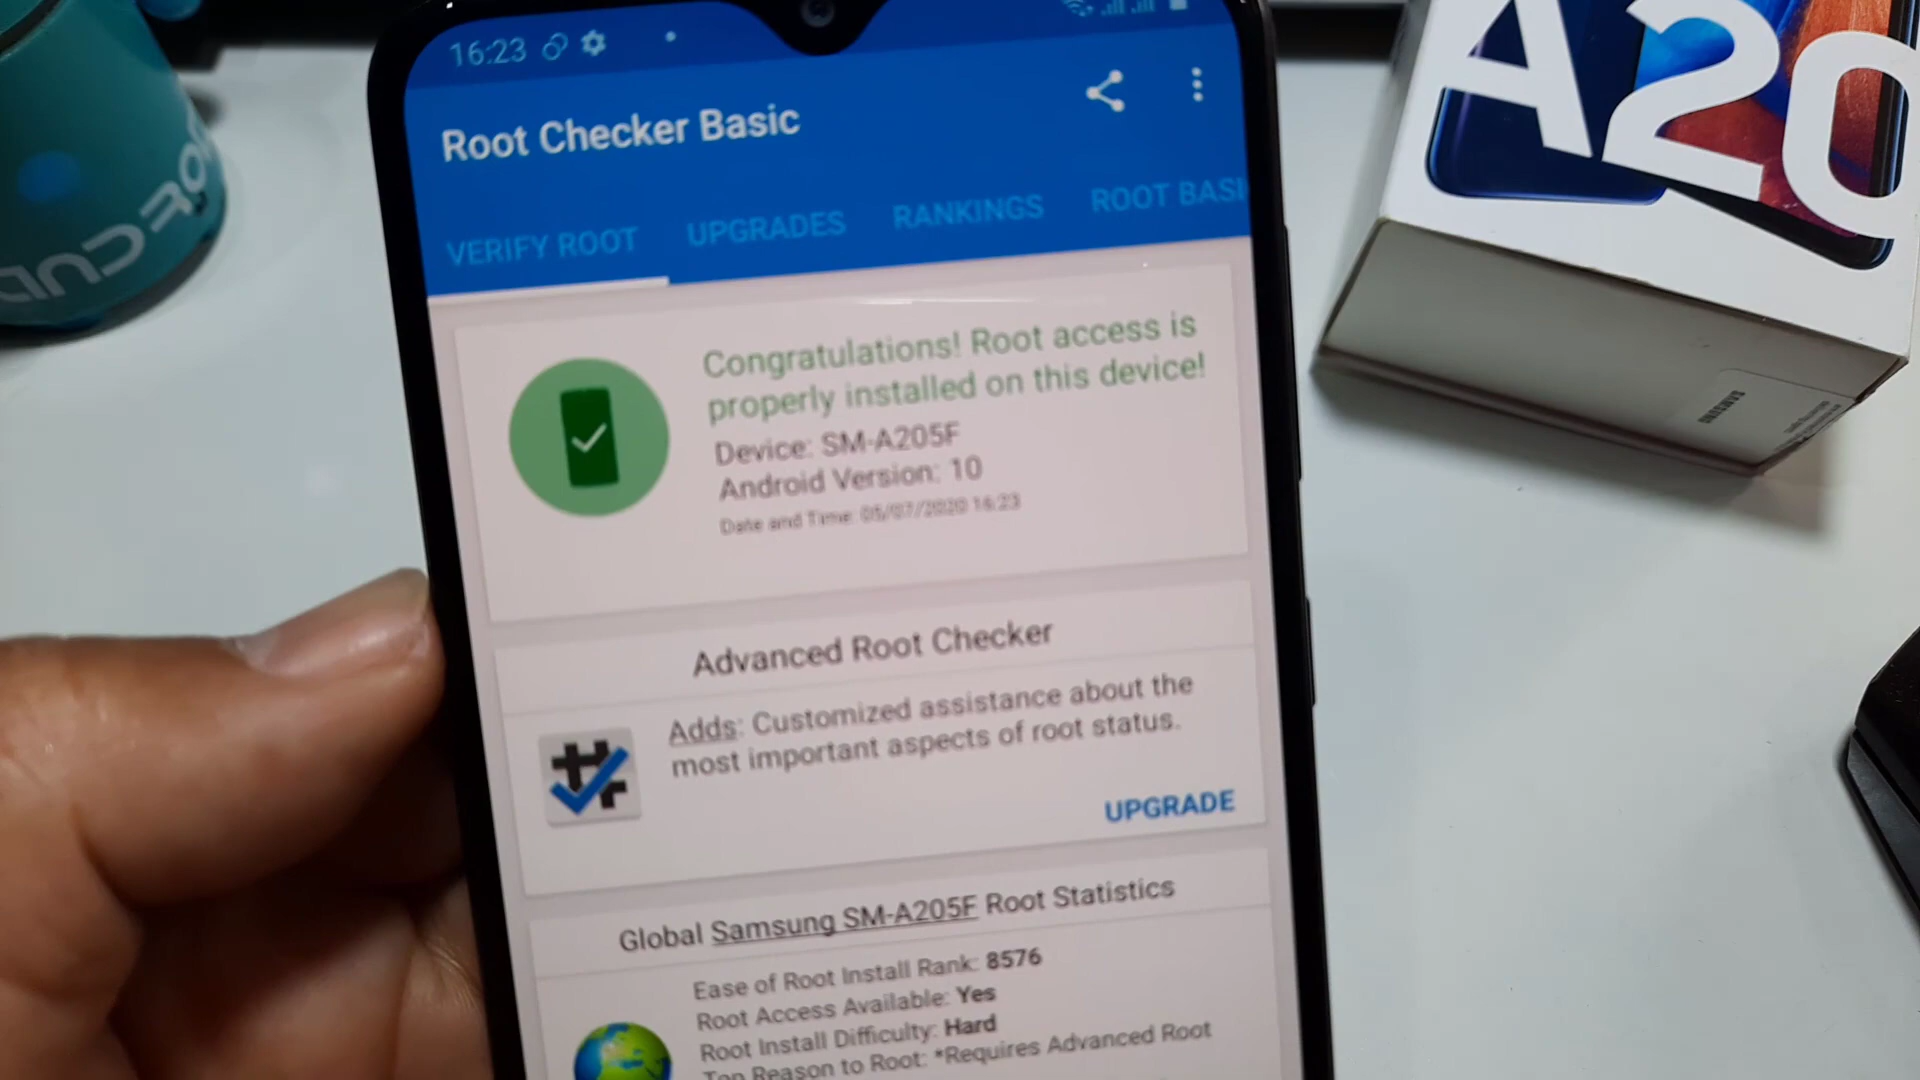 16:23
Root Checker Basic
VERIFY ROOT UPGRADES RANKINGS ROOT BASI
Congratulations! Root access is
properly installed on this device!
Device: SM-A205F
Android Version: 10
Date and Time: 05/07/2020 16:23
Advanced Root Checker
Adds: Customized assistance about the
most important aspects of root status.
UPGRADE
Global Samsung SM-A205F Root Statistics
Ease of Root Install Rank: 8576
Root Access Available: Yes
Root Install Difficulty: Hard
Top Reason to Root: *Requires Advanced Root
A20
SAMSUNG
ANDRO